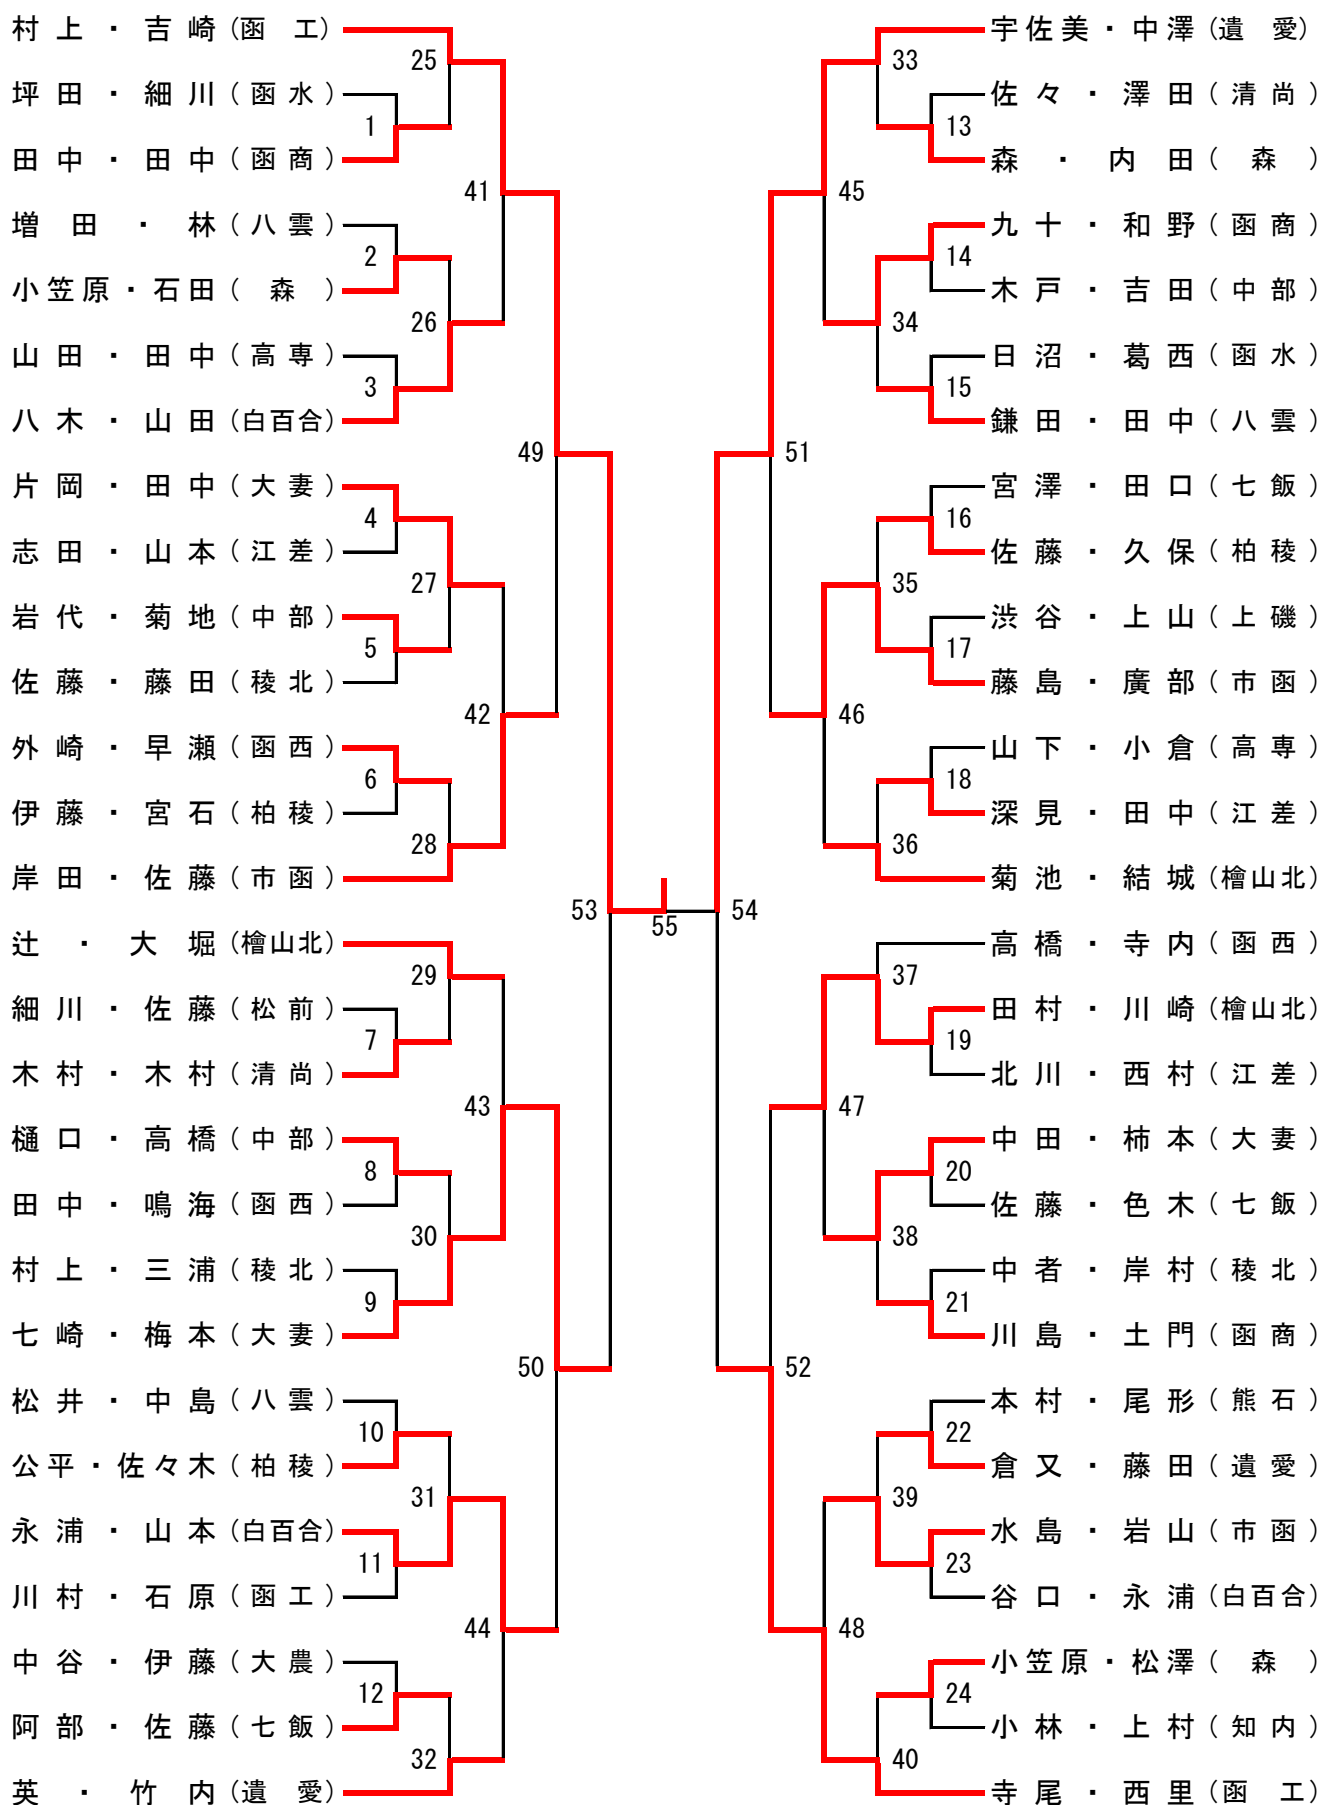 村上・吉崎(函　工)
25
坪田・細川(函水)
1
田中・田中(函商)
41
増田・林(八雲)
2
小笠原・石田(　森　)
26
山田・田中(高専)
3
八木・山田(白百合)
49
片岡・田中(大妻)
4
志田・山本(江差)
27
岩代・菊地(中部)
5
佐藤・藤田(稜北)
42
外崎・早瀬(函西)
6
伊藤・宮石(柏稜)
28
岸田・佐藤(市函)
53
55
辻・大堀(檜山北)
29
細川・佐藤(松前)
7
木村・木村(清尚)
43
樋口・高橋(中部)
8
田中・鳴海(函西)
30
村上・三浦(稜北)
9
七崎・梅本(大妻)
50
松井・中島(八雲)
10
公平・佐々木(柏稜)
31
永浦・山本(白百合)
11
川村・石原(函工)
44
中谷・伊藤(大農)
12
阿部・佐藤(七飯)
32
英・竹内(遺　愛)
宇佐美・中澤(遺　愛)
33
佐々・澤田(清尚)
13
森・内田(　森　)
45
九十・和野(函商)
14
木戸・吉田(中部)
34
日沼・葛西(函水)
15
鎌田・田中(八雲)
51
宮澤・田口(七飯)
16
佐藤・久保(柏稜)
35
渋谷・上山(上磯)
17
藤島・廣部(市函)
46
山下・小倉(高専)
18
深見・田中(江差)
36
菊池・結城(檜山北)
54
高橋・寺内(函西)
37
田村・川崎(檜山北)
19
北川・西村(江差)
47
中田・柿本(大妻)
20
佐藤・色木(七飯)
38
中者・岸村(稜北)
21
川島・土門(函商)
52
本村・尾形(熊石)
22
倉又・藤田(遺愛)
39
水島・岩山(市函)
23
谷口・永浦(白百合)
48
小笠原・松澤(　森　)
24
小林・上村(知内)
40
寺尾・西里(函　工)